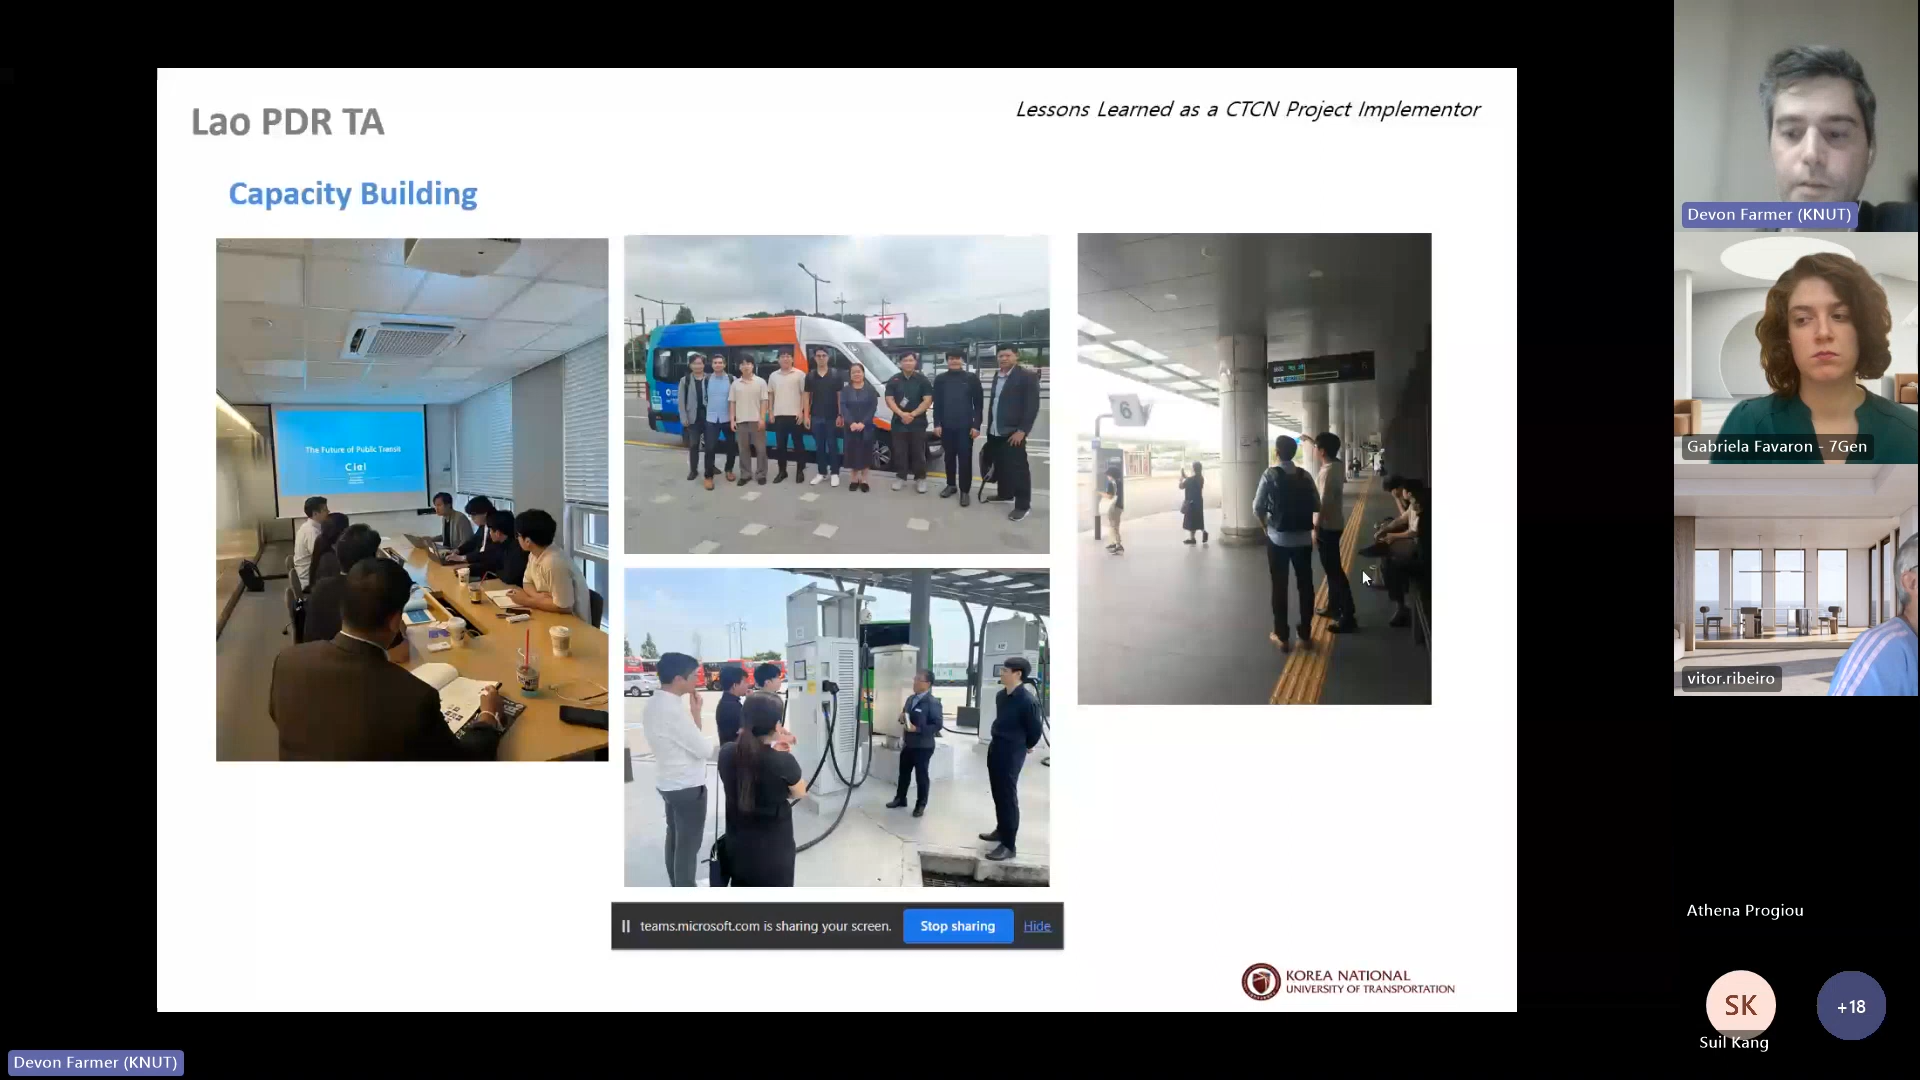 Lao PDR TA
Lessons Learned as a CTCN Project Implementor
Capacity Building
The Future of Public Transit
Ciel
6
teams.microsoft.com is sharing your screen.
Stop sharing
Hide
KOREA NATIONAL
UNIVERSITY OF TRANSPORTATION
Devon Farmer (KNUT)
Gabriela Favaron - 7Gen
vitor.ribeiro
Athena Progiou
SK
Suil Kang
+18
Devon Farmer (KNUT)